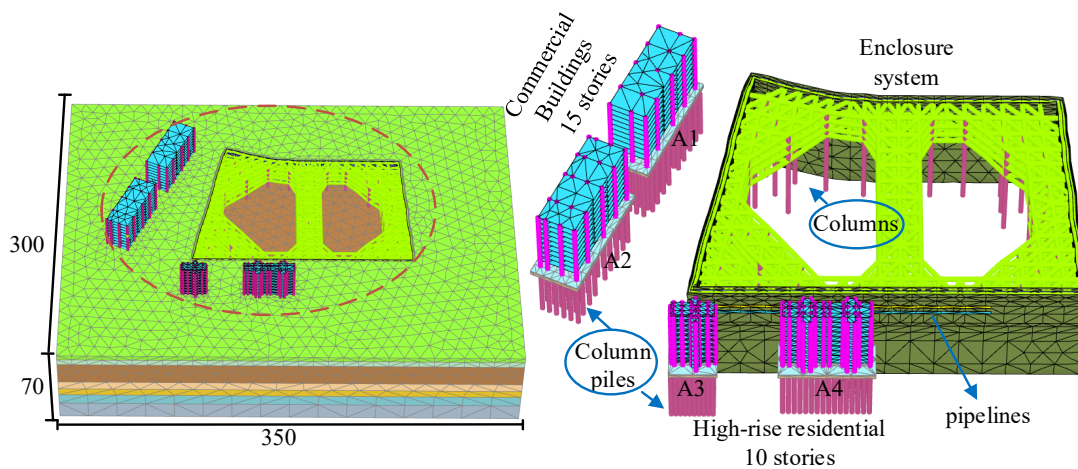 300
70
350
Commercial
Buildings
15 stories
A1
A2
Column
piles
Enclosure
system
Columns
A3
A4
High-rise residential
10 stories
pipelines